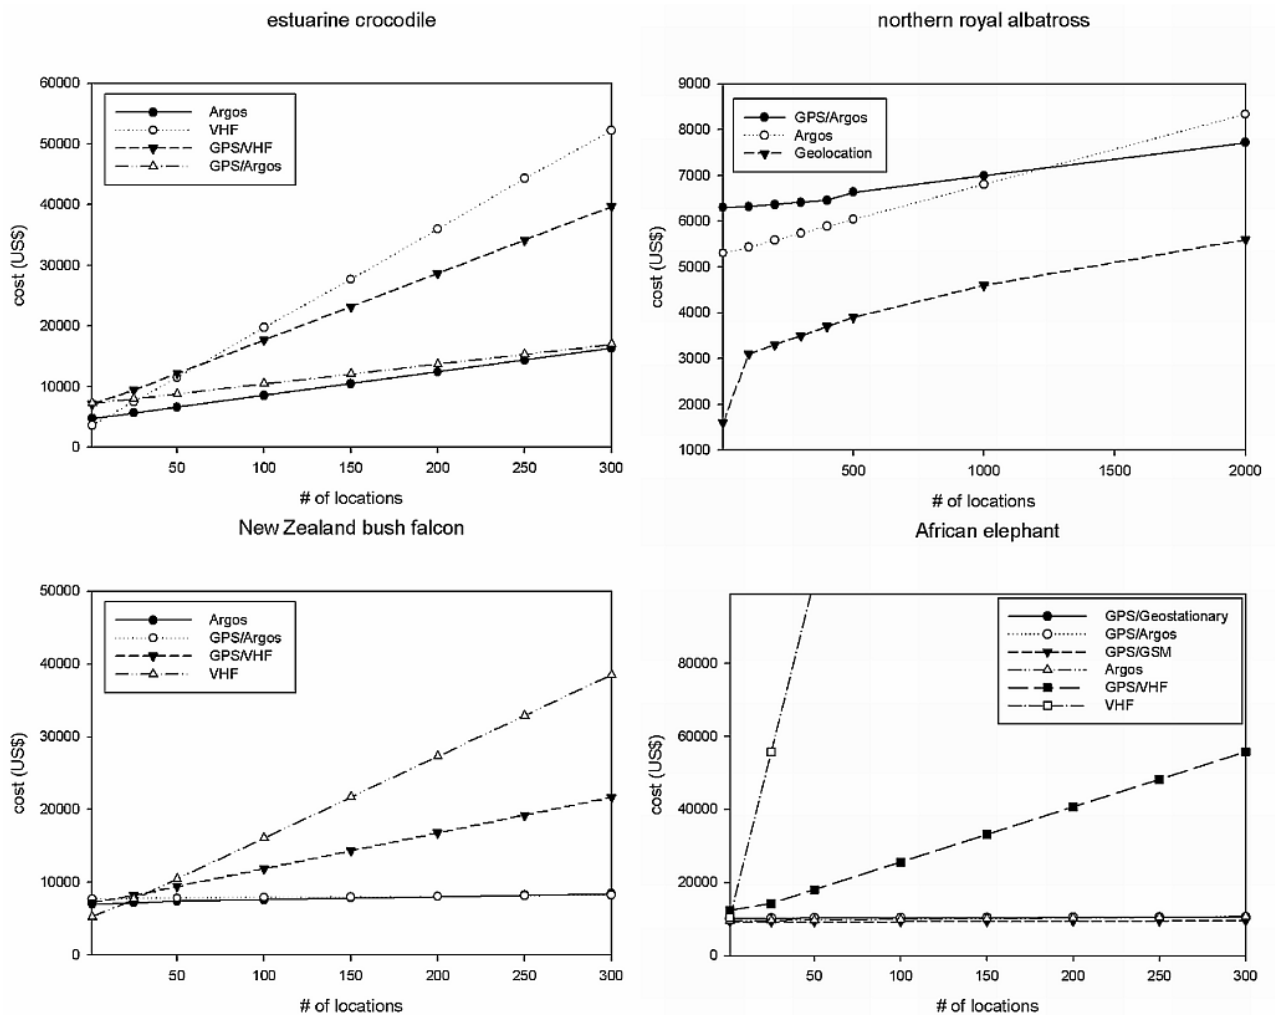 estuarine crocodile
60000
50000
40000
30000
20000
10000
0
cost (US$)
Argos
VHF
GPS/VHF
GPS/Argos
50
100
150
200
250
300
# of locations
northern royal albatross
9000
8000
7000
6000
5000
4000
3000
2000
1000
cost (US$)
GPS/Argos
Argos
Geolocation
500
1000
1500
2000
# of locations
New Zealand bush falcon
50000
40000
30000
20000
10000
0
cost (US$)
Argos
GPS/Argos
GPS/VHF
VHF
50
100
150
200
250
300
# of locations
African elephant
80000
60000
40000
20000
0
cost (US$)
GPS/Geostationary
GPS/Argos
GPS/GSM
Argos
GPS/VHF
VHF
50
100
150
200
250
300
# of locations